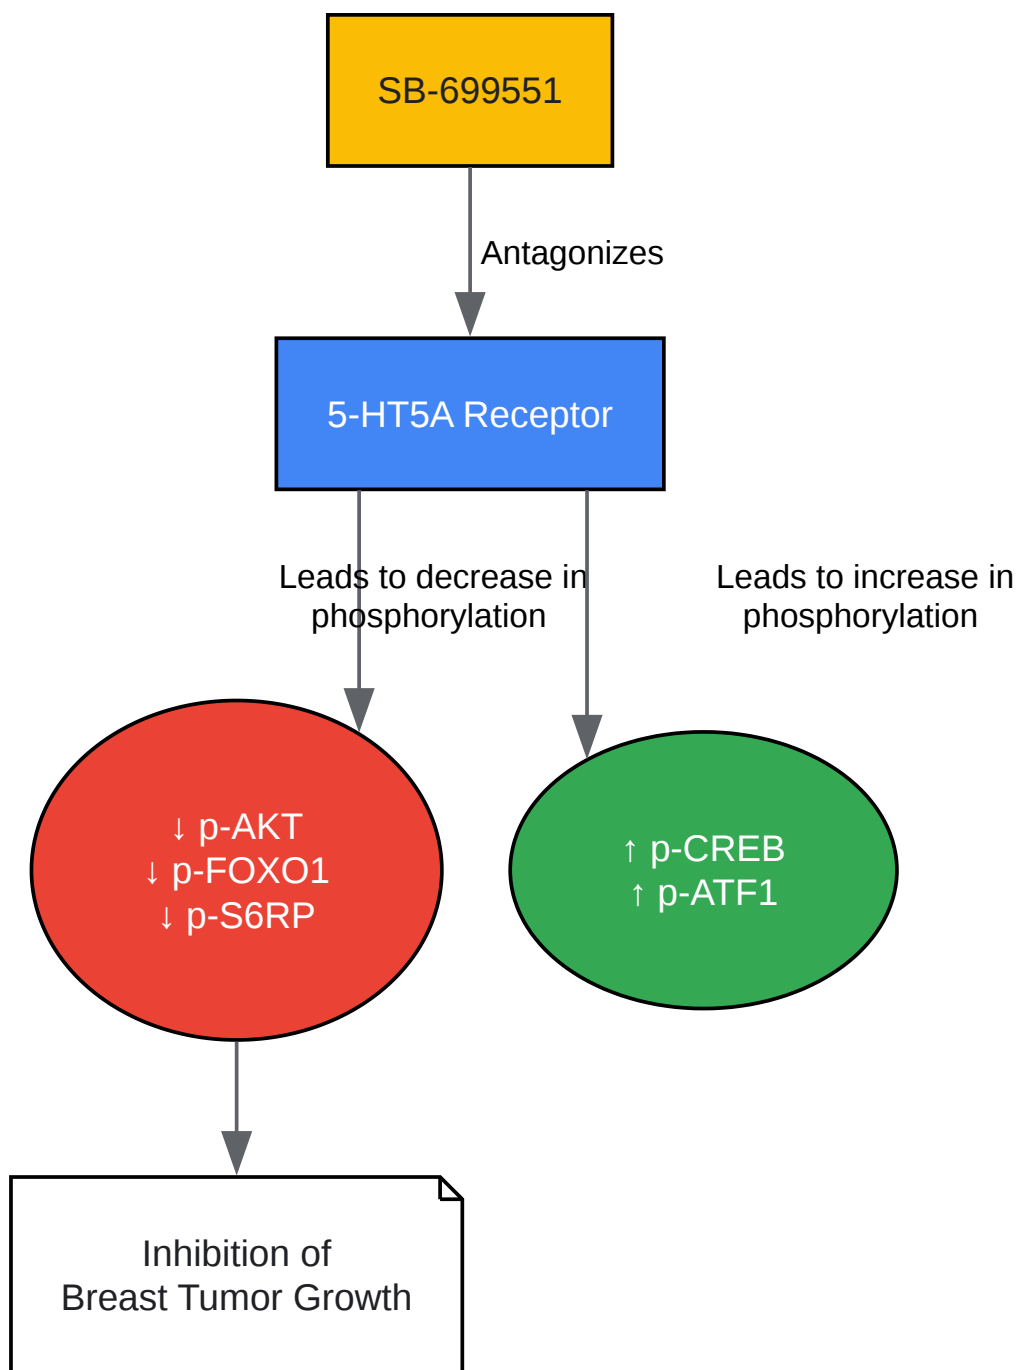 SB-699551
Antagonizes
5-HT5A Receptor
Leads to decrease in
phosphorylation
Leads to increase in
phosphorylation
↓ p-AKT
↓ p-FOXO1
↓ p-S6RP
↑ p-CREB
↑ p-ATF1
Inhibition of
Breast Tumor Growth